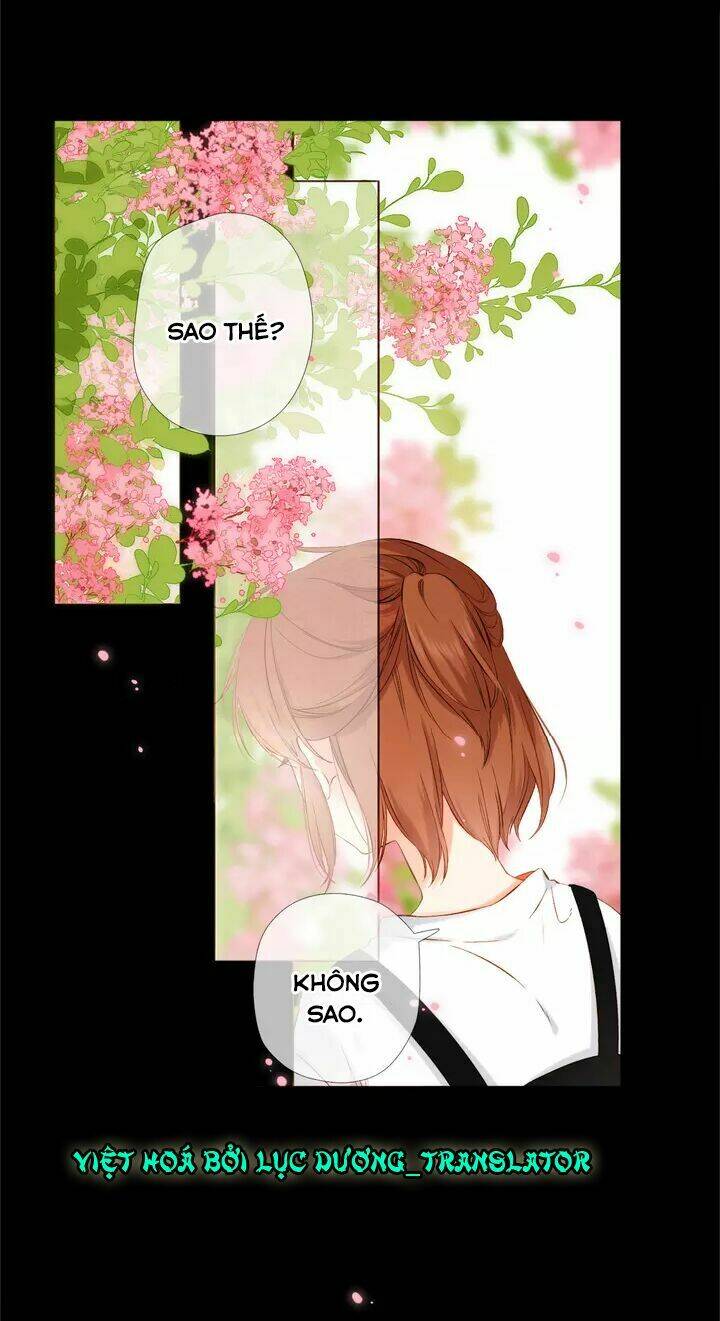 SAO THẾ?
KHÔNG
SAO.
VIỆT HOÁ BỞI LỤC DƯƠNG_TRANSLATOR